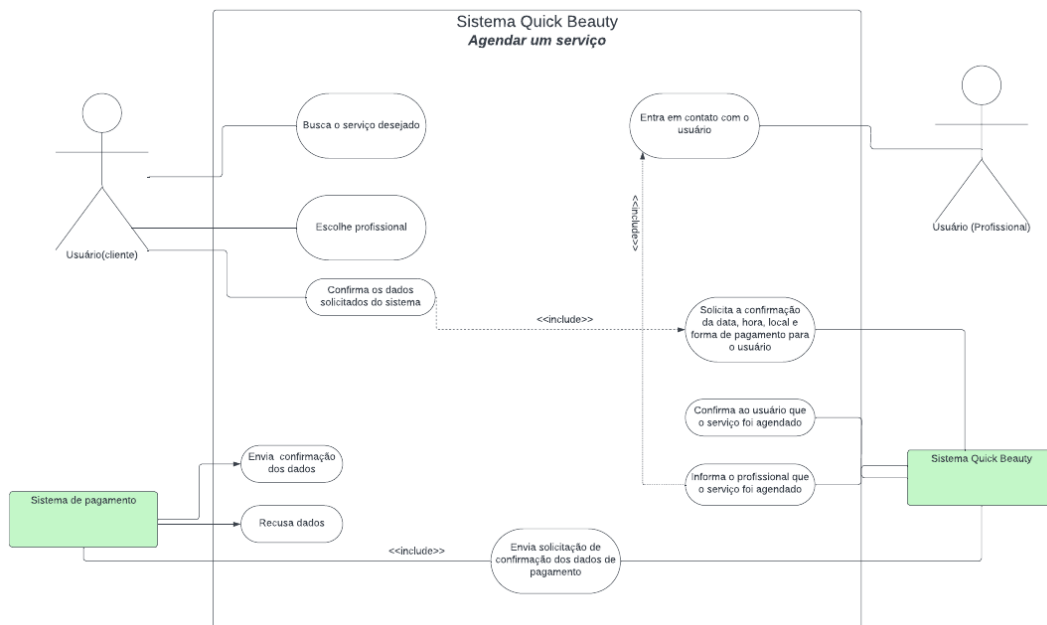 Sistema Quick Beauty
Agendar um serviço
Busca o serviço desejado
Entra em contato com o
usuário
<<include>>
Escolhe profissional
Usuário(cliente)
Usuário (Profissional)
Confirma os dados
solicitados do sistema
<<include>>
Solicita a confirmação
da data, hora, local e
forma de pagamento para
o usuário
Confirma ao usuário que
o serviço foi agendado
Envia confirmação
dos dados
Sistema Quick Beauty
Informa o profissional que
o serviço foi agendado
Sistema de pagamento
Recusa dados
<<include>>
Envia solicitação de
confirmação dos dados de
pagamento